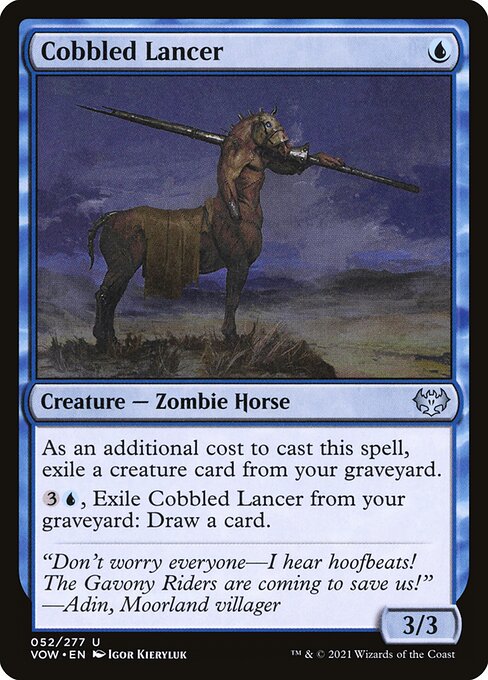 Cobbled Lancer
Creature — Zombie Horse
As an additional cost to cast this spell,
exile a creature card from your graveyard.
3, Exile Cobbled Lancer from your
graveyard: Draw a card.
“Don’t worry everyone—I hear hoofbeats!
The Gavony Riders are coming to save us!”
—Adin, Moorland villager
3/3
052/277 U
VOW • EN Igor Kieryluk ™ & © 2021 Wizards of the Coast